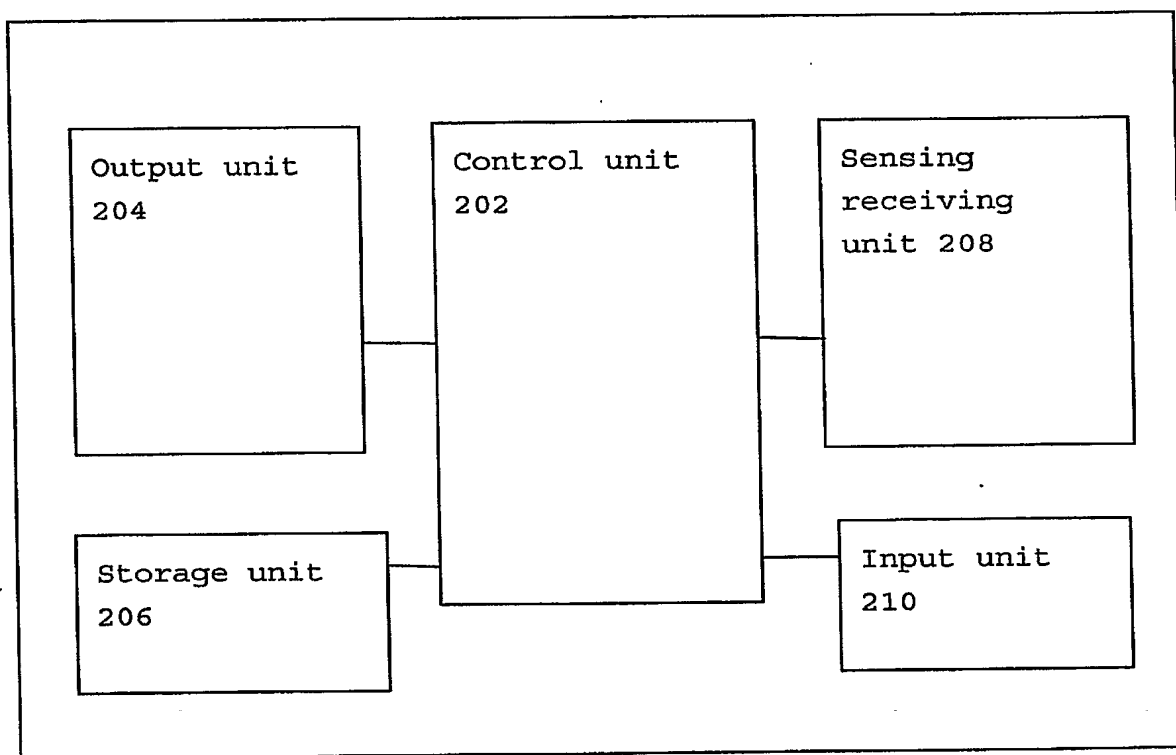 Output unit
204
Control unit
202
Sensing
receiving
unit 208
Storage unit
206
Input unit
210